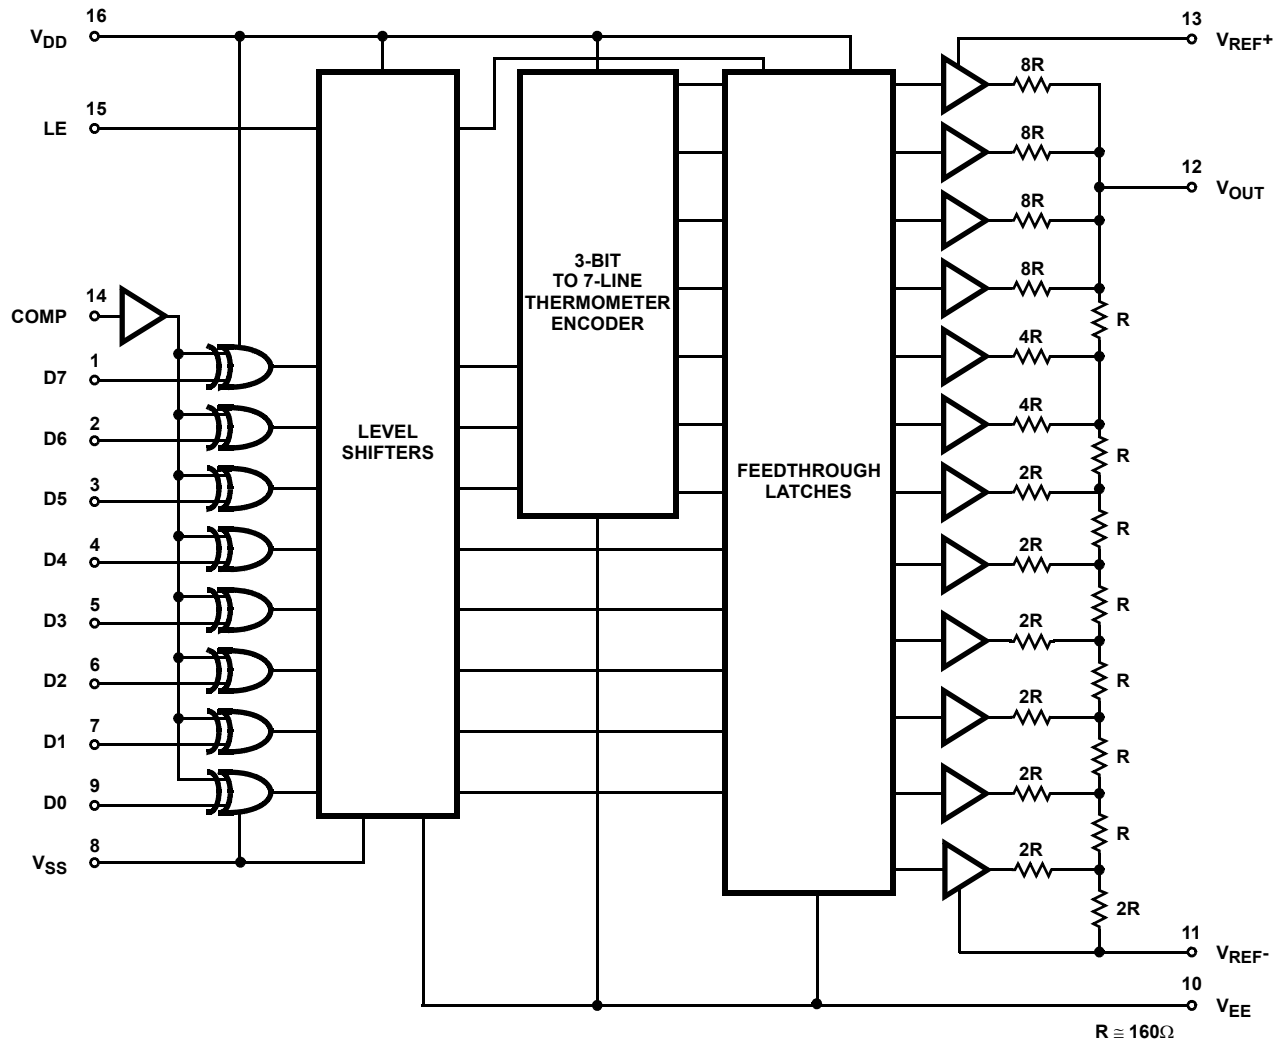 16
VDD
15
LE
14
COMP
1
D7
2
D6
3
D5
4
D4
5
D3
6
D2
7
D1
9
D0
8
VSS
LEVEL
SHIFTERS
3-BIT
TO 7-LINE
THERMOMETER
ENCODER
FEEDTHROUGH
LATCHES
8R
8R
8R
8R
4R
4R
2R
2R
2R
2R
2R
2R
R
R
R
R
R
R
R
2R
13
VREF+
12
VOUT
11
VREF-
10
VEE
R ≅ 160Ω